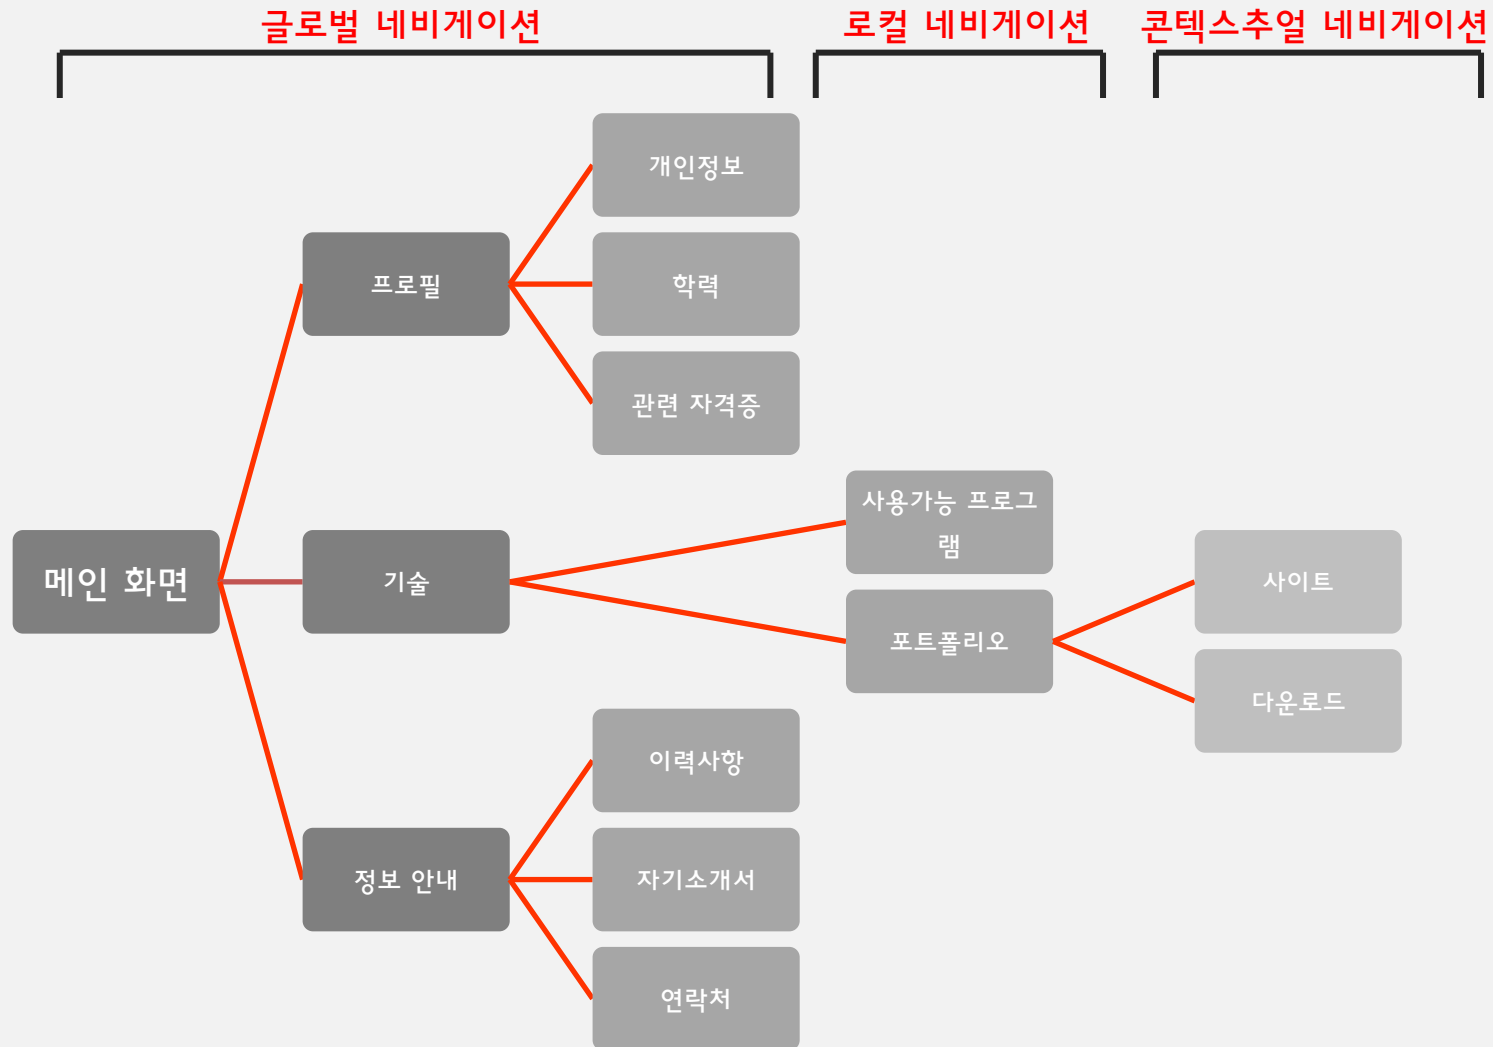 글로벌 네비게이션
로컬 네비게이션
콘텍스추얼 네비게이션
개인정보
프로필
학력
관련 자격증
사용가능 프로그
램
메인 화면
기술
사이트
포트폴리오
다운로드
이력사항
정보 안내
자기소개서
연락처